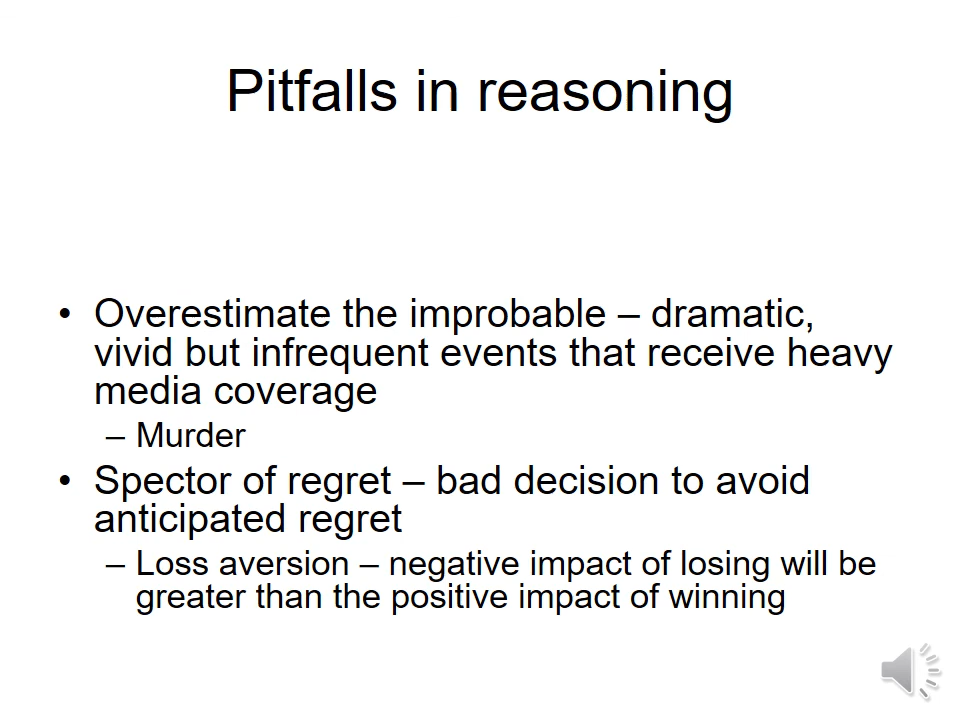 Pitfalls in reasoning
• Overestimate the improbable – dramatic,
vivid but infrequent events that receive heavy
media coverage
– Murder
• Spector of regret – bad decision to avoid
anticipated regret
– Loss aversion – negative impact of losing will be
greater than the positive impact of winning